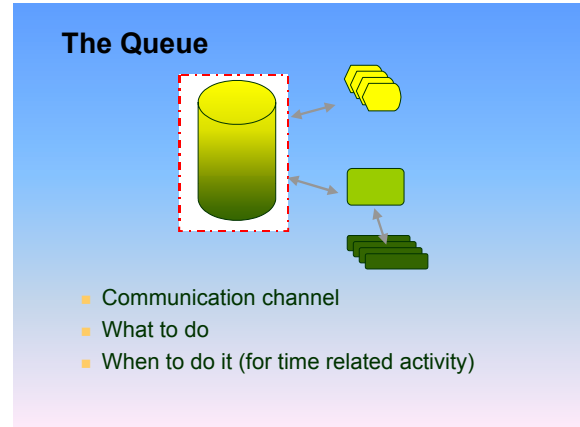 The Queue
Communication channel
What to do
When to do it (for time related activity)